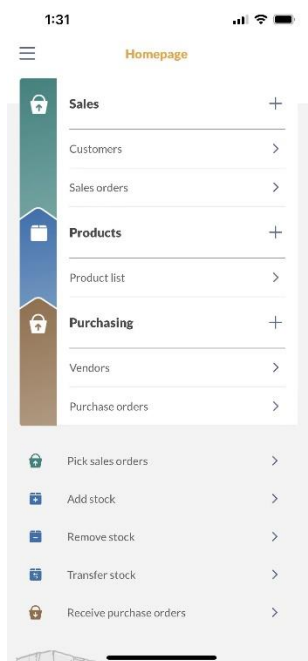 1:31
Homepage
Sales
Customers
Sales orders
Products
Product list
Purchasing
Vendors
Purchase orders
Pick sales orders
Add stock
Remove stock
Transfer stock
Receive purchase orders